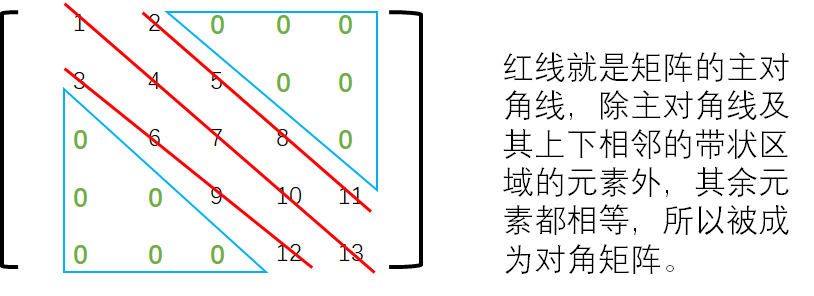 1 2 0 0 0
3 4 5 0 0
0 6 7 8 0
0 0 9 10 11
0 0 0 12 13
红线就是矩阵的主对
角线，除主对角线及
其上下相邻的带状区
域的元素外，其余元
素都相等，所以被成
为对角矩阵。